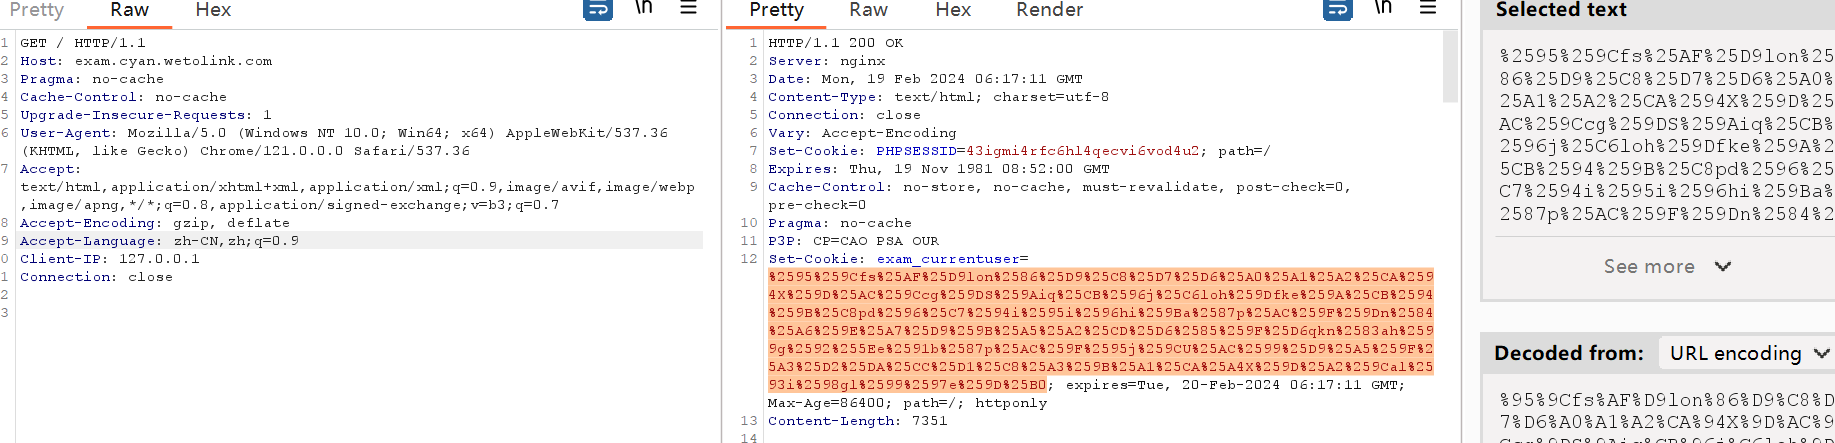 Pretty Raw Hex \n
1 GET / HTTP/1.1
2 Host: exam.cyan.wetolink.com
3 Pragma: no-cache
4 Cache-Control: no-cache
5 Upgrade-Insecure-Requests: 1
6 User-Agent: Mozilla/5.0 (Windows NT 10.0; Win64; x64) AppleWebKit/537.36
(KHTML, like Gecko) Chrome/121.0.0.0 Safari/537.36
7 Accept:
text/html,application/xhtml+xml,application/xml;q=0.9,image/avif,image/webp
,image/apng,*/*;q=0.8,application/signed-exchange;v=b3;q=0.7
8 Accept-Encoding: gzip, deflate
9 Accept-Language: zh-CN,zh;q=0.9
0 Client-IP: 127.0.0.1
1 Connection: close
2
3
Pretty Raw Hex Render \n
1 HTTP/1.1 200 OK
2 Server: nginx
3 Date: Mon, 19 Feb 2024 06:17:11 GMT
4 Content-Type: text/html; charset=utf-8
5 Connection: close
6 Vary: Accept-Encoding
7 Set-Cookie: PHPSESSID=43igmi4rfc6hl4qecvi6vod4u2; path=/
8 Expires: Thu, 19 Nov 1981 08:52:00 GMT
9 Cache-Control: no-store, no-cache, must-revalidate, post-check=0,
pre-check=0
10 Pragma: no-cache
11 P3P: CP=CAO PSA OUR
12 Set-Cookie: exam_currentuser=
%2595%259Cfs%25AF%25D9lon%2586%25D9%25C8%25D7%25D6%25A0%25A1%25A2%25CA%259
4X%259D%25AC%259Ccg%259DS%259Aiq%25CB%2596j%25C6loh%259Dfke%259A%25CB%2594
%259B%25C8pd%2596%25C7%2594i%2595i%2596hi%259Ba%2587p%25AC%259F%259Dn%2584
%25A6%259E%25A7%25D9%259B%25A5%25A2%25CD%25D6%2585%259F%25D6qkn%2583ah%259
9g%2592%255Ee%2591b%2587p%25AC%259F%2595j%259CU%25AC%2599%25D9%25A5%259F%2
5A3%25D2%25DA%25CC%25D1%25C8%25A3%259B%25A1%25CA%25A4X%259D%25A2%259Cal%25
93i%2598gl%2599%2597e%259D%25B0; expires=Tue, 20-Feb-2024 06:17:11 GMT;
Max-Age=86400; path=/; httponly
13 Content-Length: 7351
14
Selected text
%2595%259Cfs%25AF%25D9lon%25
86%25D9%25C8%25D7%25D6%25A0%
25A1%25A2%25CA%2594X%259D%25
AC%259Ccg%259DS%259Aiq%25CB%
2596j%25C6loh%259Dfke%259A%2
5CB%2594%259B%25C8pd%2596%25
C7%2594i%2595i%2596hi%259Ba%
2587p%25AC%259F%259Dn%2584%2
See more
Decoded from: URL encoding
%95%9Cfs%AF%D9lon%86%D9%C8%D
7%D6%A0%A1%A2%CA%94X%9D%AC%9